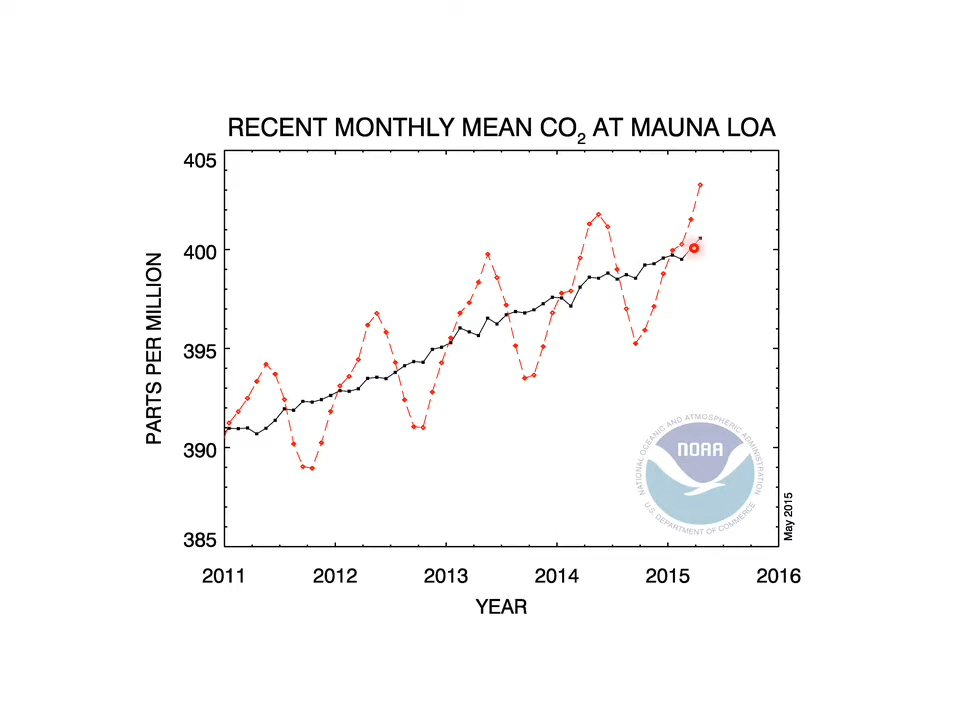 RECENT MONTHLY MEAN CO₂ AT MAUNA LOA
405
400
395
390
385
PARTS PER MILLION
2011 2012 2013 2014 2015 2016
YEAR
NATIONAL OCEANIC AND ATMOSPHERIC ADMINISTRATION
NOAA
U.S. DEPARTMENT OF COMMERCE
May 2015